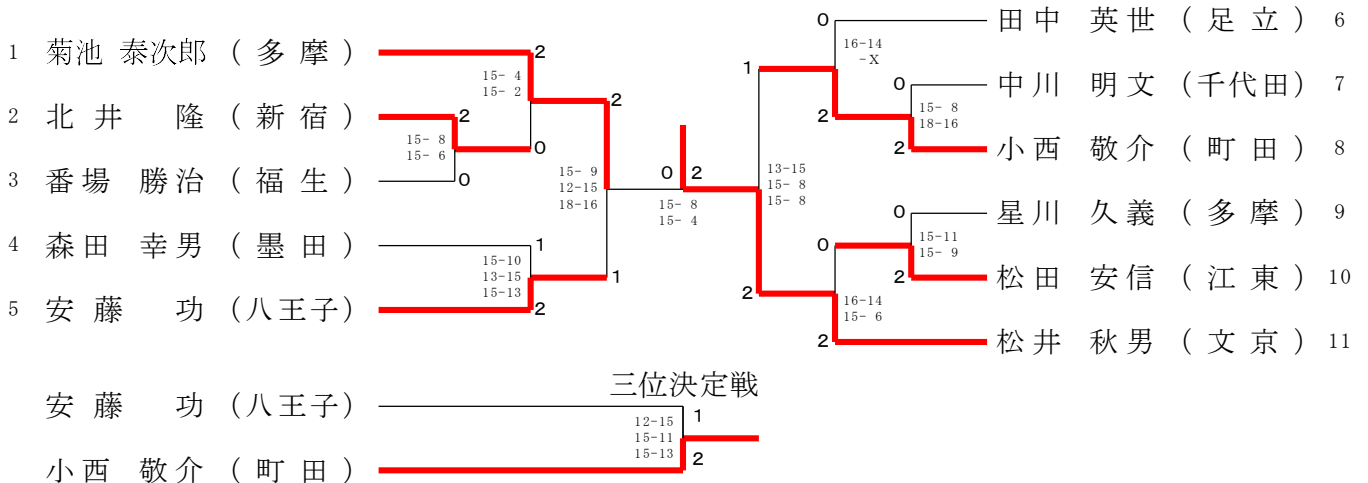 1 菊池 泰次郎 ( 多 摩 ) 2
15- 4
15- 2
2 北 井 隆 ( 新 宿 ) 2
15- 8
15- 6
0
3 番 場 勝 治 ( 福 生 ) 0
2
15- 9
12-15
18-16
4 森 田 幸 男 ( 墨 田 ) 1
15-10
13-15
15-13
1
5 安 藤 功 (八王子) 2
0 2
15- 8
15- 4
0 田 中 英 世 ( 足 立 ) 6
16-14
-X
1
0 中 川 明 文 (千代田) 7
15- 8
18-16
2
2 小 西 敬 介 ( 町 田 ) 8
13-15
15- 8
15- 8
0 星 川 久 義 ( 多 摩 ) 9
15-11
15- 9
0
2 松 田 安 信 ( 江 東 ) 10
2
16-14
15- 6
2 松 井 秋 男 ( 文 京 ) 11
三位決定戦
安 藤 功 (八王子) 1
12-15
15-11
15-13
小 西 敬 介 ( 町 田 ) 2